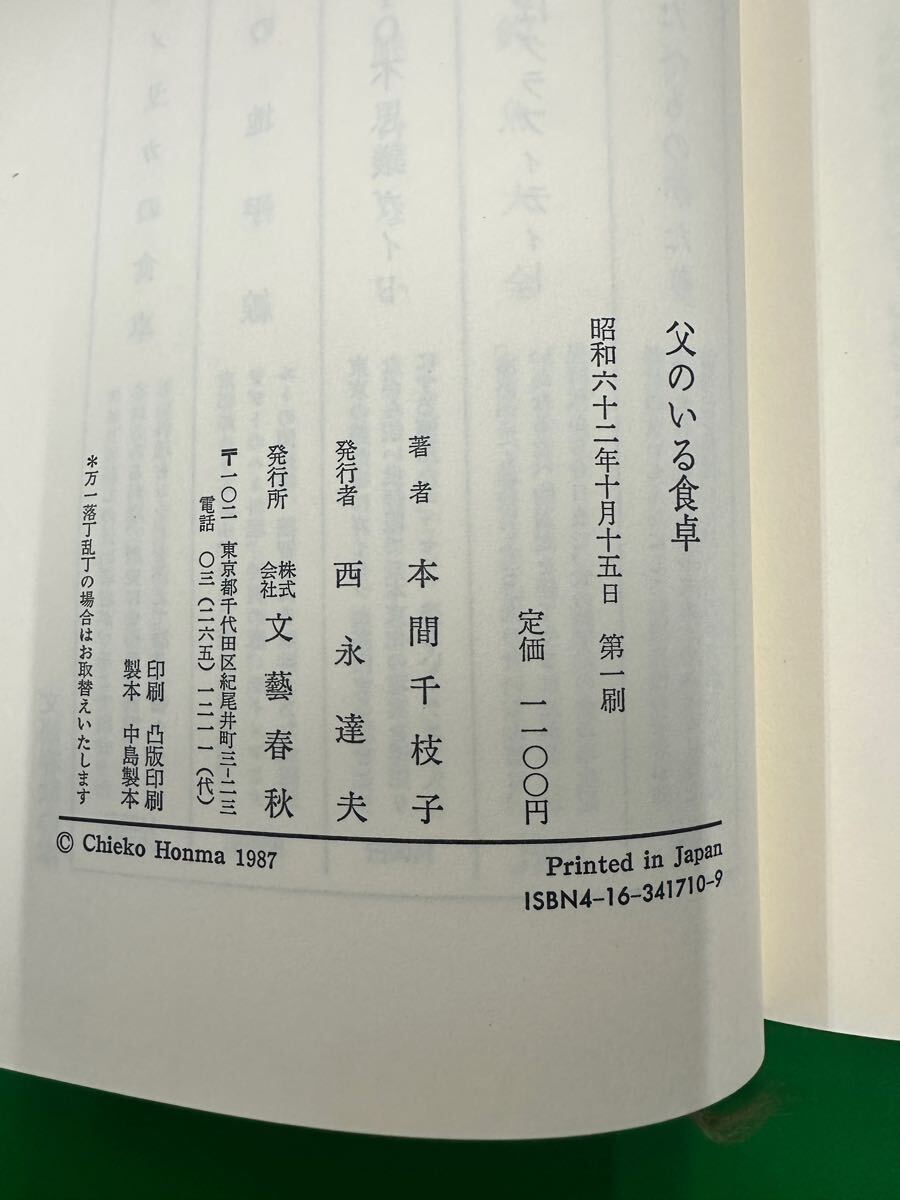 父のいる食卓
昭和六十二年十月十五日　第一刷
定価　一一〇〇円
著者　本間千枝子
発行者　西永達夫
発行所　株式会社　文藝春秋
〒一〇二　東京都千代田区紀尾井町三−二三
電話　〇三（二六五）一二一一（代）
印刷　凸版印刷
製本　中島製本
＊万一落丁乱丁の場合はお取替えいたします
© Chieko Honma 1987
Printed in Japan
ISBN4-16-341710-9